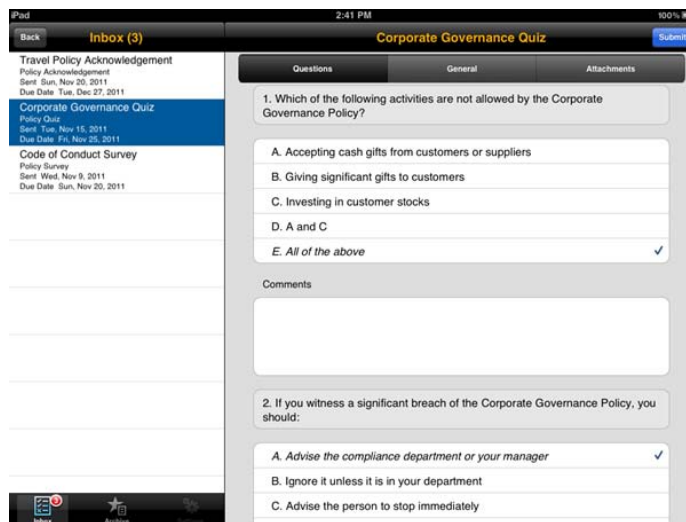 iPad
2:41 PM
100%
Back
Inbox (3)
Corporate Governance Quiz
Submit
Travel Policy Acknowledgement
Policy Acknowledgement
Sent Sun, Nov 20, 2011
Due Date Tue, Dec 27, 2011
Corporate Governance Quiz
Policy Quiz
Sent Tue, Nov 15, 2011
Due Date Fri, Nov 25, 2011
Code of Conduct Survey
Policy Survey
Sent Wed, Nov 9, 2011
Due Date Sun, Nov 20, 2011
Questions
General
Attachments
1. Which of the following activities are not allowed by the Corporate
Governance Policy?
A. Accepting cash gifts from customers or suppliers
B. Giving significant gifts to customers
C. Investing in customer stocks
D. A and C
E. All of the above
Comments
2. If you witness a significant breach of the Corporate Governance Policy, you
should:
A. Advise the compliance department or your manager
B. Ignore it unless it is in your department
C. Advise the person to stop immediately
3
Inbox
Archive